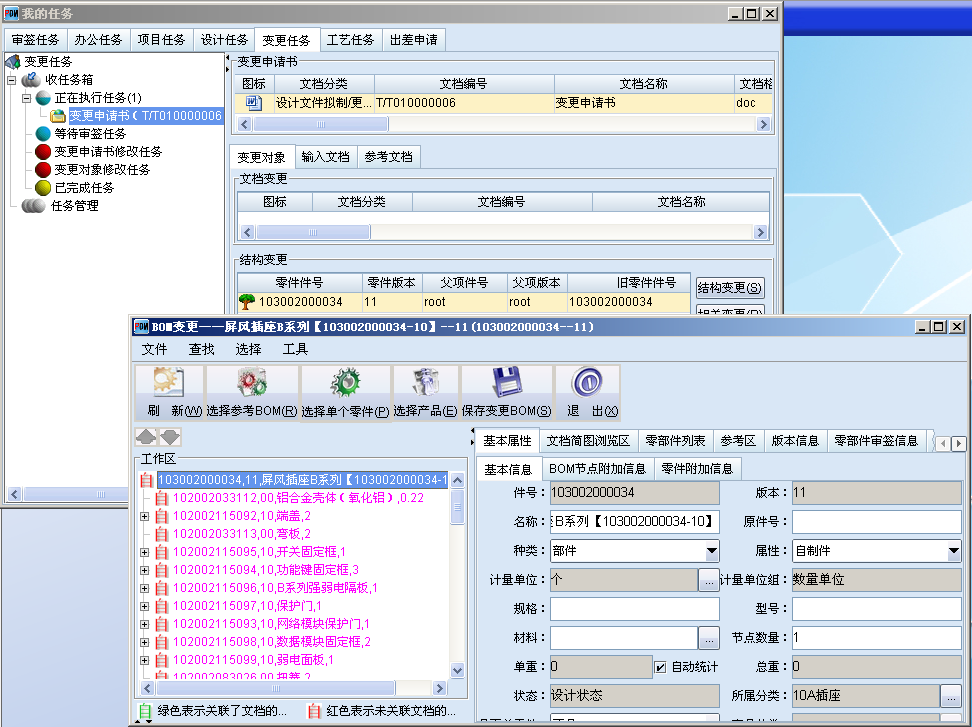 我的任务
审签任务 办公任务 项目任务 设计任务 变更任务 工艺任务 出差申请
变更任务
收任务箱
正在执行任务(1)
变更申请书（T/T010000006
等待审签任务
变更申请书修改任务
变更对象修改任务
已完成任务
任务管理
变更申请书
图标 文档分类 文档编号 文档名称
设计文件拟制/更... T/T010000006 变更申请书 doc
变更对象 输入文档 参考文档
文档变更
图标 文档分类 文档编号 文档名称
结构变更
零件件号 零件版本 父项件号 父项版本 旧零件件号
103002000034 11 root root 103002000034
结构变更(S)
BOM变更——屏风插座B系列【103002000034-10】--11(103002000034--11)
文件 查找 选择 工具
刷 新(W) 选择参考BOM(R) 选择单个零件(P) 选择产品(E) 保存变更BOM(S) 退 出(X)
工作区
103002000034,11,屏风插座B系列【103002000034-1
102002033112,00,铝合金壳体（氧化铝）,0.22
102002115092,10,端盖,2
102002033113,00,弯板,2
102002115095,10,开关固定框,1
102002115094,10,功能键固定框,3
102002115096,10,B系列强弱电隔板,1
102002115097,10,保护门,1
102002115093,10,网络模块保护门,1
102002115098,10,数据模块固定框,2
102002115099,10,弱电面板,1
绿色表示关联了文档的... 红色表示未关联文档的...
基本属性 文档简图浏览区 零部件列表 参考区 版本信息 零部件审签信息
基本信息 BOM节点附加信息 零件附加信息
件号： 103002000034 版本： 11
名称： B系列【103002000034-10】 原件号：
种类： 部件 属性： 自制件
计量单位： 个 ... 计量单位组： 数量单位
规格： 型号：
材料： ... 节点数量： 1
单重： 0 自动统计 总重： 0
状态： 设计状态 所属分类： 10A插座 ...